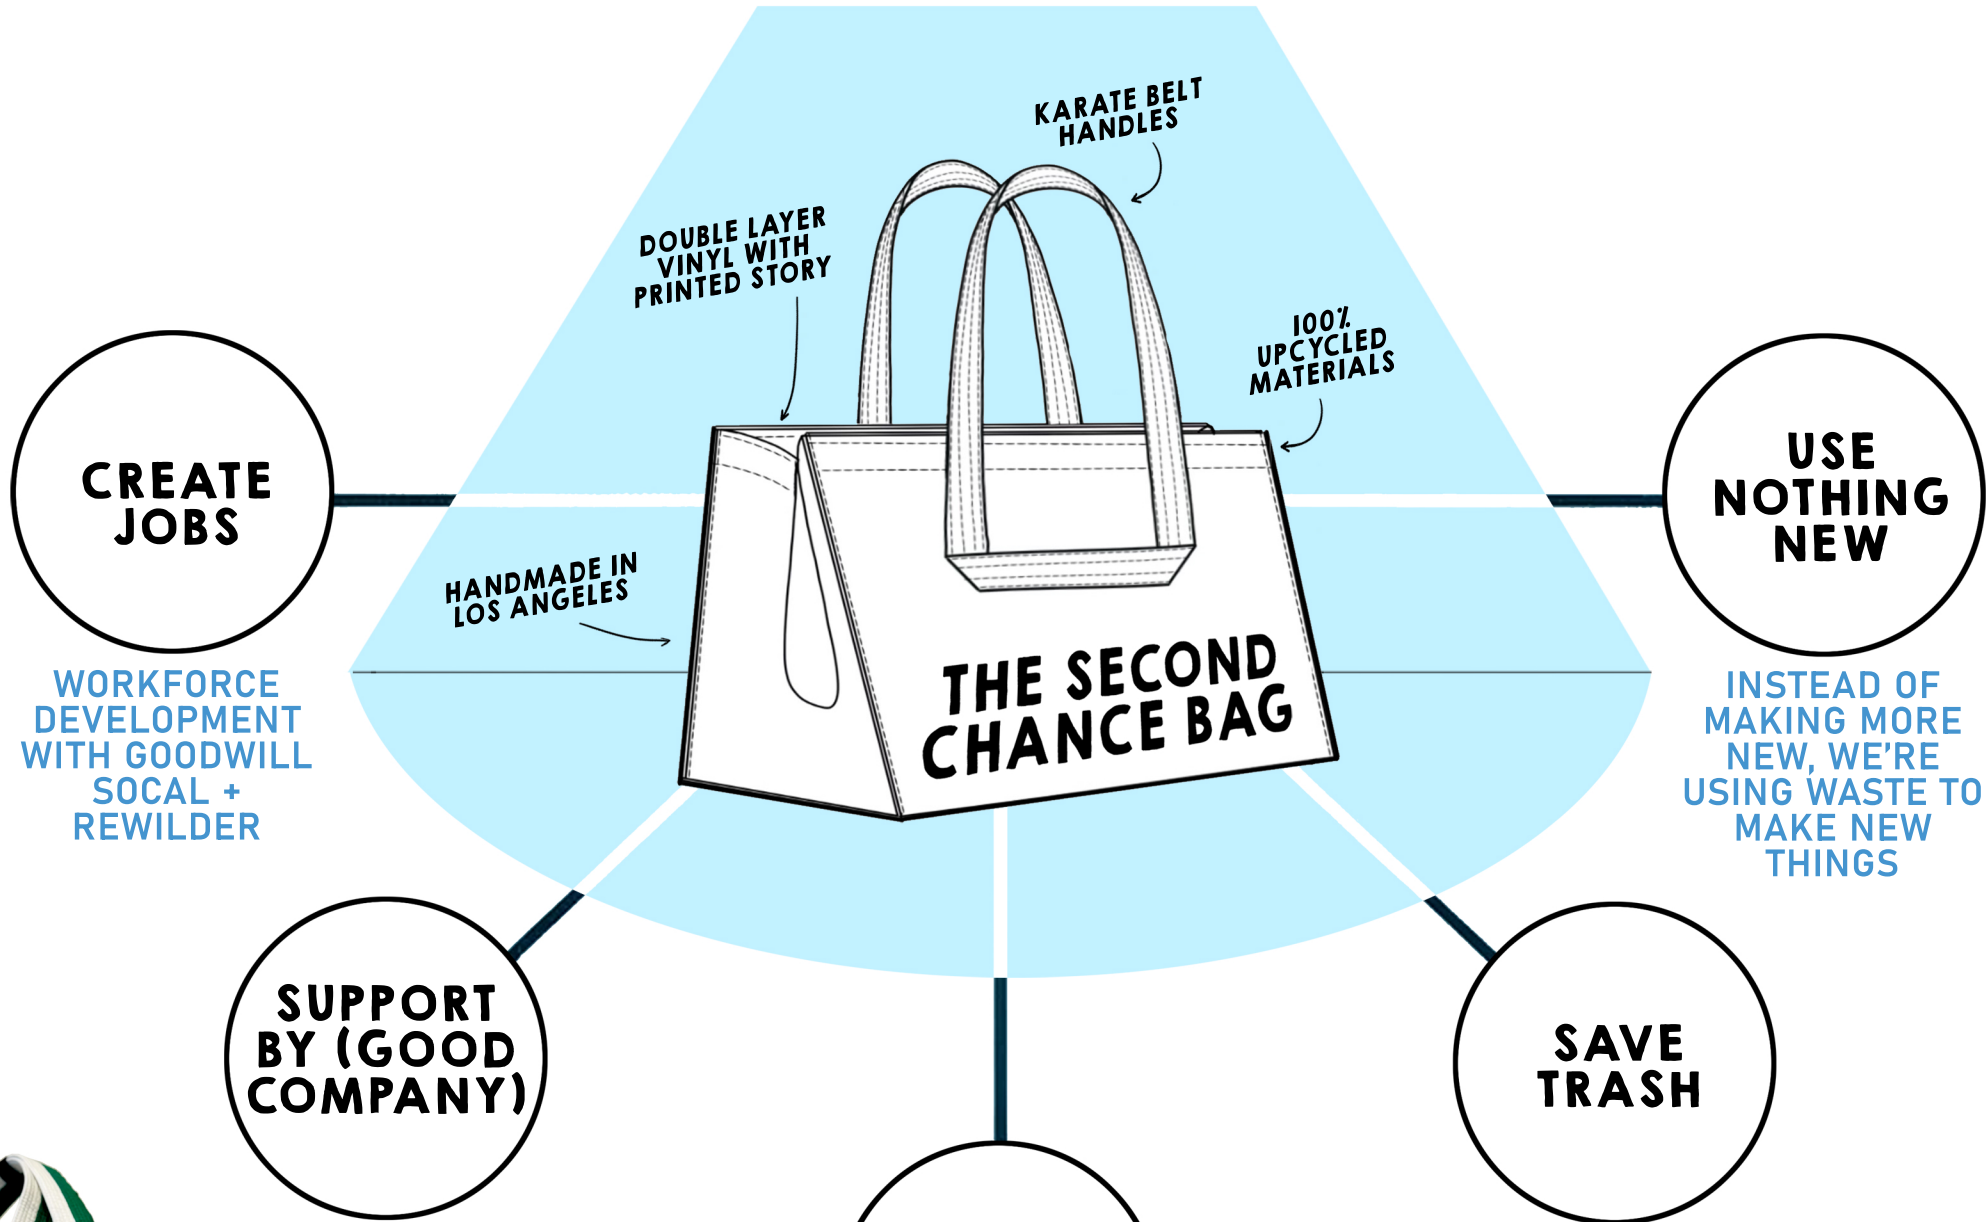 KARATE BELT
HANDLES
DOUBLE LAYER
VINYL WITH
PRINTED STORY
100%
UPCYCLED
MATERIALS
CREATE
JOBS
USE
NOTHING
NEW
HANDMADE IN
LOS ANGELES
THE SECOND
CHANCE BAG
WORKFORCE
DEVELOPMENT
WITH GOODWILL
SOCAL +
REWILDER
INSTEAD OF
MAKING MORE
NEW, WE'RE
USING WASTE TO
MAKE NEW
THINGS
SUPPORT
BY (GOOD
COMPANY)
SAVE
TRASH